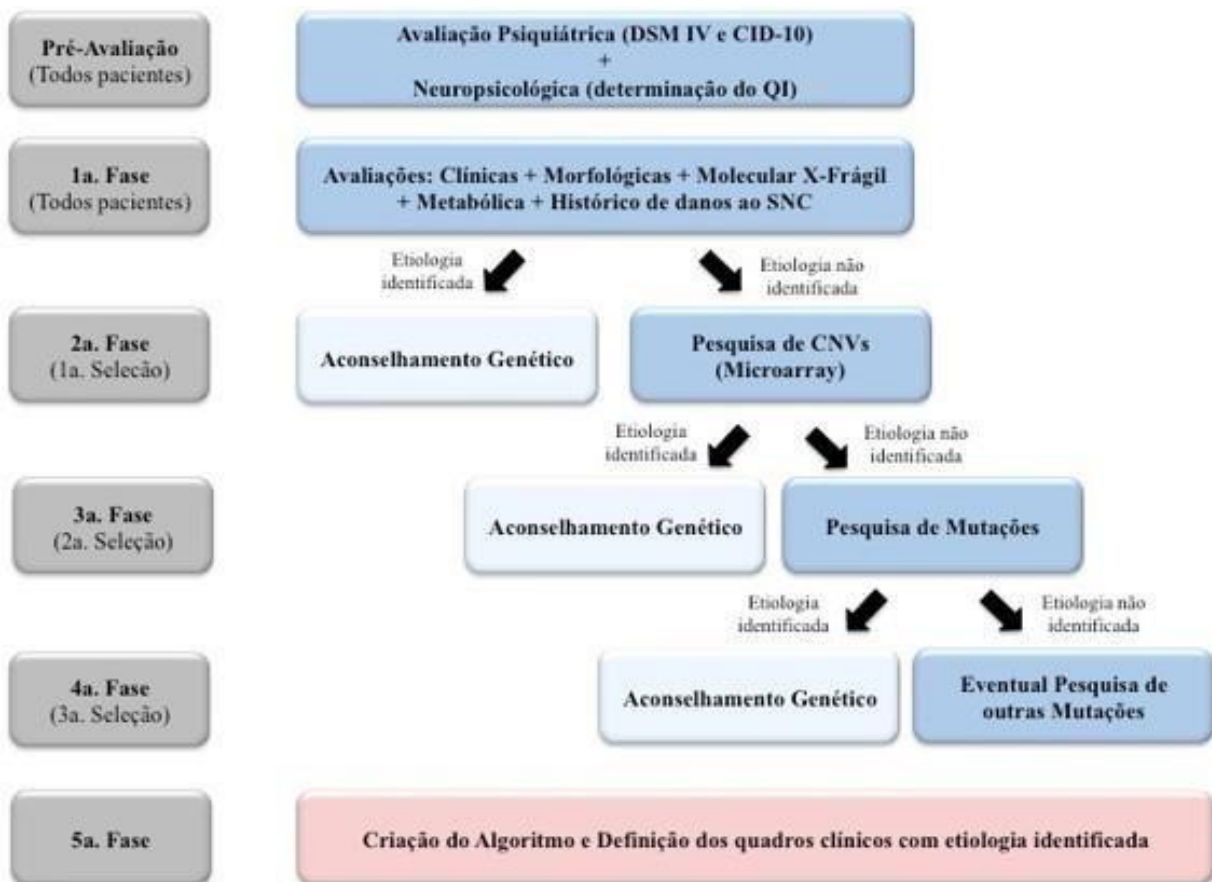 Pré-Avaliação
(Todos pacientes)
Avaliação Psiquiátrica (DSM IV e CID-10)
+
Neuropsicológica (determinação do QI)
1a. Fase
(Todos pacientes)
Avaliações: Clínicas + Morfológicas + Molecular X-Frágil
+ Metabólica + Histórico de danos ao SNC
Etiologia
identificada
Etiologia não
identificada
2a. Fase
(1a. Selecão)
Aconselhamento Genético
Pesquisa de CNVs
(Microarray)
Etiologia
identificada
Etiologia não
identificada
3a. Fase
(2a. Seleção)
Aconselhamento Genético
Pesquisa de Mutações
Etiologia
identificada
Etiologia não
identificada
4a. Fase
(3a. Seleção)
Aconselhamento Genético
Eventual Pesquisa de
outras Mutações
5a. Fase
Criação do Algoritmo e Definição dos quadros clínicos com etiologia identificada